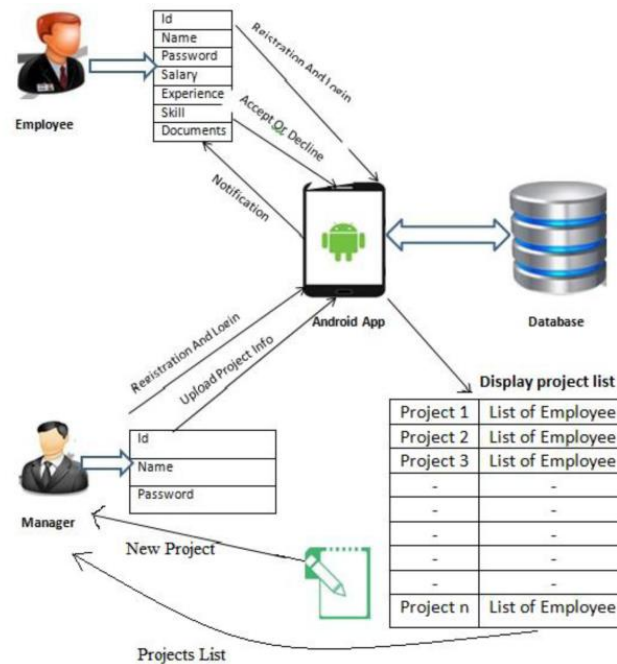 Id
Name
Password
Salary
Experience
Skill
Documents
Employee
Reistration And Login
Accept Or Decline
Notification
Android App
Database
Registration And Login
Upload Project Info
Display project list
Project 1 List of Employee
Project 2 List of Employee
Project 3 List of Employee
- -
- -
- -
- -
- -
Project n List of Employee
Id
Name
Password
Manager
New Project
Projects List